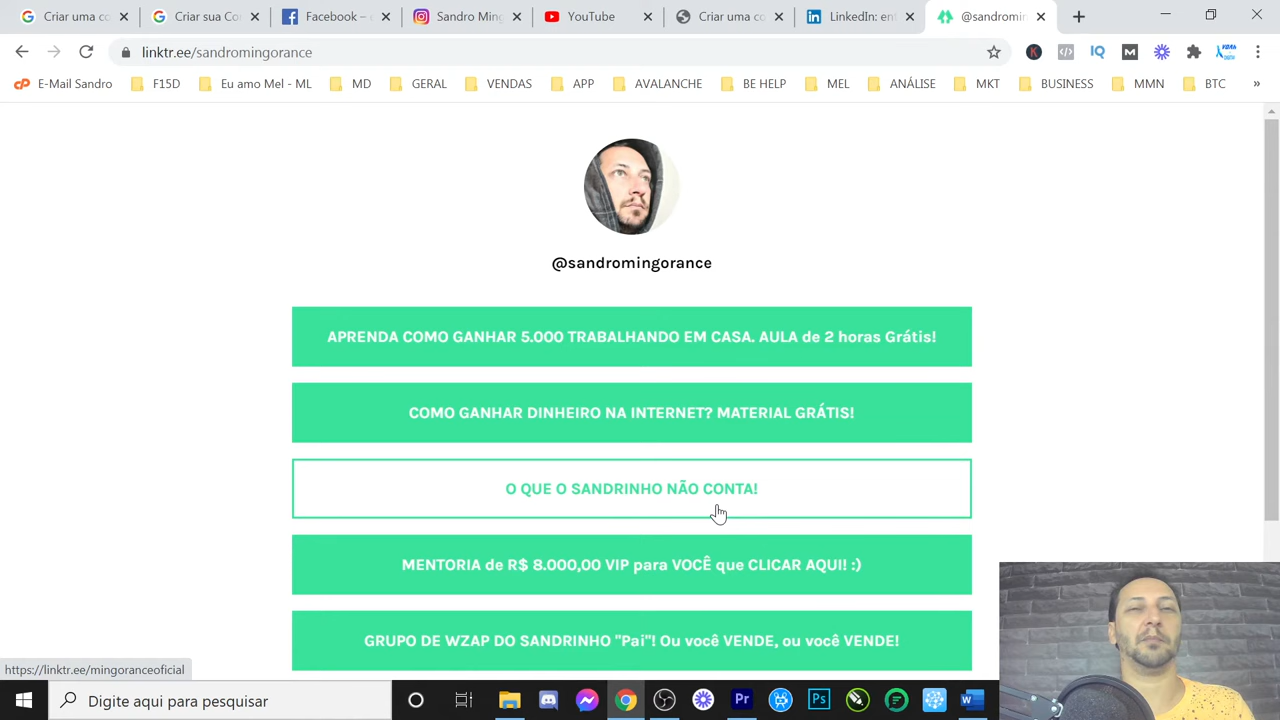 Criar uma co
Criar sua Cor
Facebook – c
Sandro Ming
YouTube
Criar uma co
LinkedIn: ent
@sandromin
linktr.ee/sandromingorance
E-Mail Sandro
F15D
Eu amo Mel - ML
MD
GERAL
VENDAS
APP
AVALANCHE
BE HELP
MEL
ANÁLISE
MKT
BUSINESS
MMN
BTC
@sandromingorance
APRENDA COMO GANHAR 5.000 TRABALHANDO EM CASA. AULA de 2 horas Grátis!
COMO GANHAR DINHEIRO NA INTERNET? MATERIAL GRÁTIS!
O QUE O SANDRINHO NÃO CONTA!
MENTORIA de R$ 8.000,00 VIP para VOCÊ que CLICAR AQUI! :)
GRUPO DE WZAP DO SANDRINHO "Pai"! Ou você VENDE, ou você VENDE!
https://linktr.ee/mingoranceoficial
Digite aqui para pesquisar